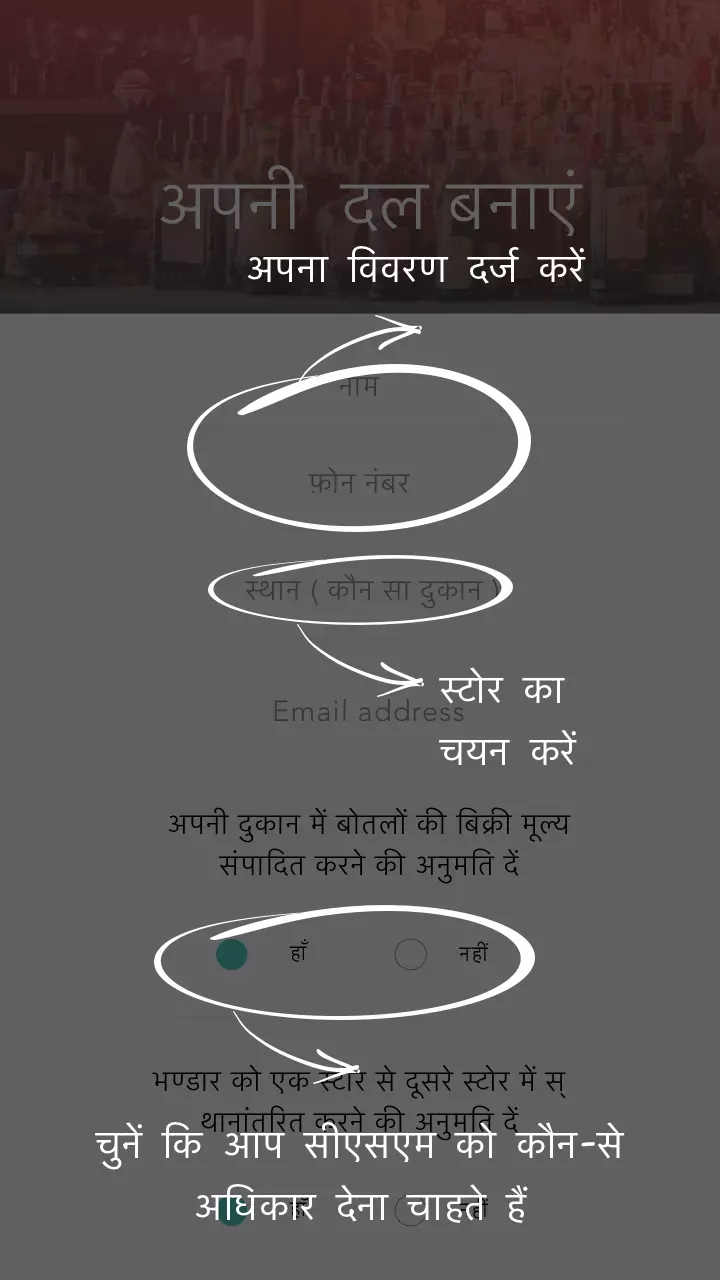 अपनी दल बनाएं
अपना विवरण दर्ज करें
नाम
फ़ोन नंबर
स्थान ( कौन सा दुकान )
स्टोर का
Email address
चयन करें
अपनी दुकान में बोतलों की बिक्री मूल्य
संपादित करने की अनुमति दें
हाँ नहीं
भण्डार को एक स्टोर से दूसरे स्टोर में स्
थानांतरित करने की अनुमति दें
चुनें कि आप सीएसएम को कौन-से
अधिकार देना चाहते हैं
हाँ नहीं